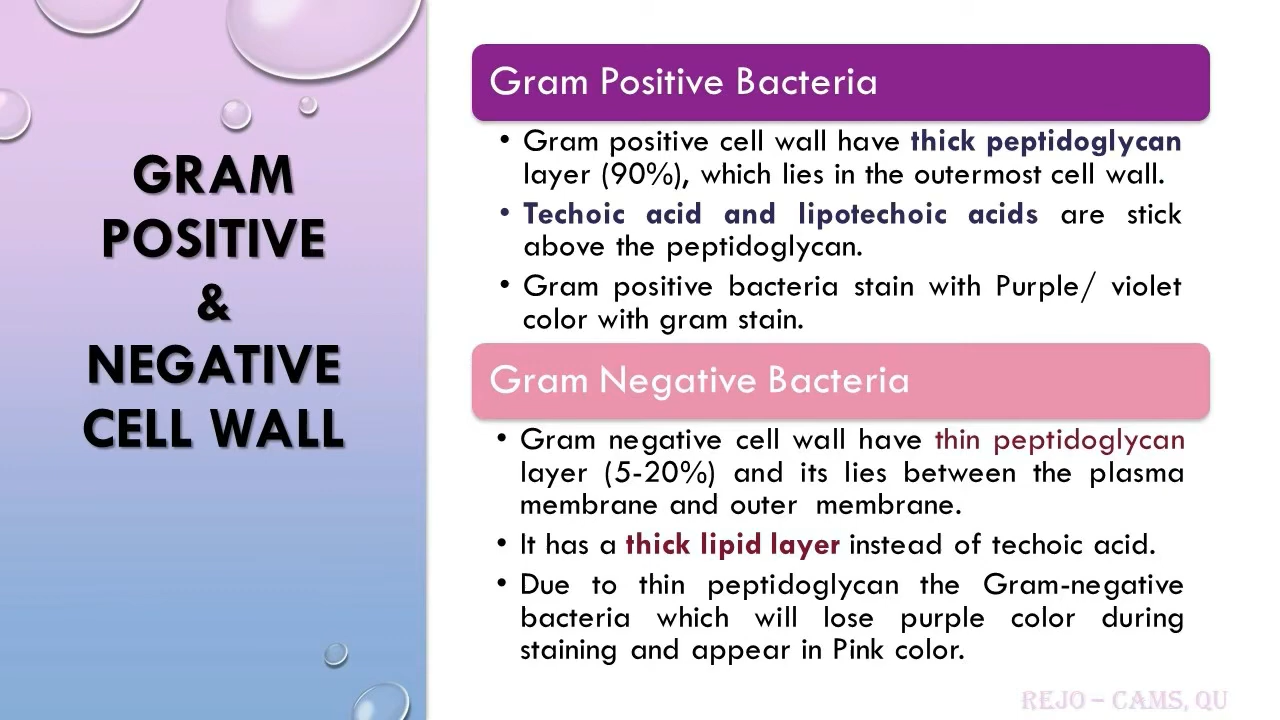 GRAM
POSITIVE
&
NEGATIVE
CELL WALL
Gram Positive Bacteria
• Gram positive cell wall have thick peptidoglycan
layer (90%), which lies in the outermost cell wall.
• Techoic acid and lipotechoic acids are stick
above the peptidoglycan.
• Gram positive bacteria stain with Purple/ violet
color with gram stain.
Gram Negative Bacteria
• Gram negative cell wall have thin peptidoglycan
layer (5-20%) and its lies between the plasma
membrane and outer membrane.
• It has a thick lipid layer instead of techoic acid.
• Due to thin peptidoglycan the Gram-negative
bacteria which will lose purple color during
staining and appear in Pink color.
REJO – CAMS, QU